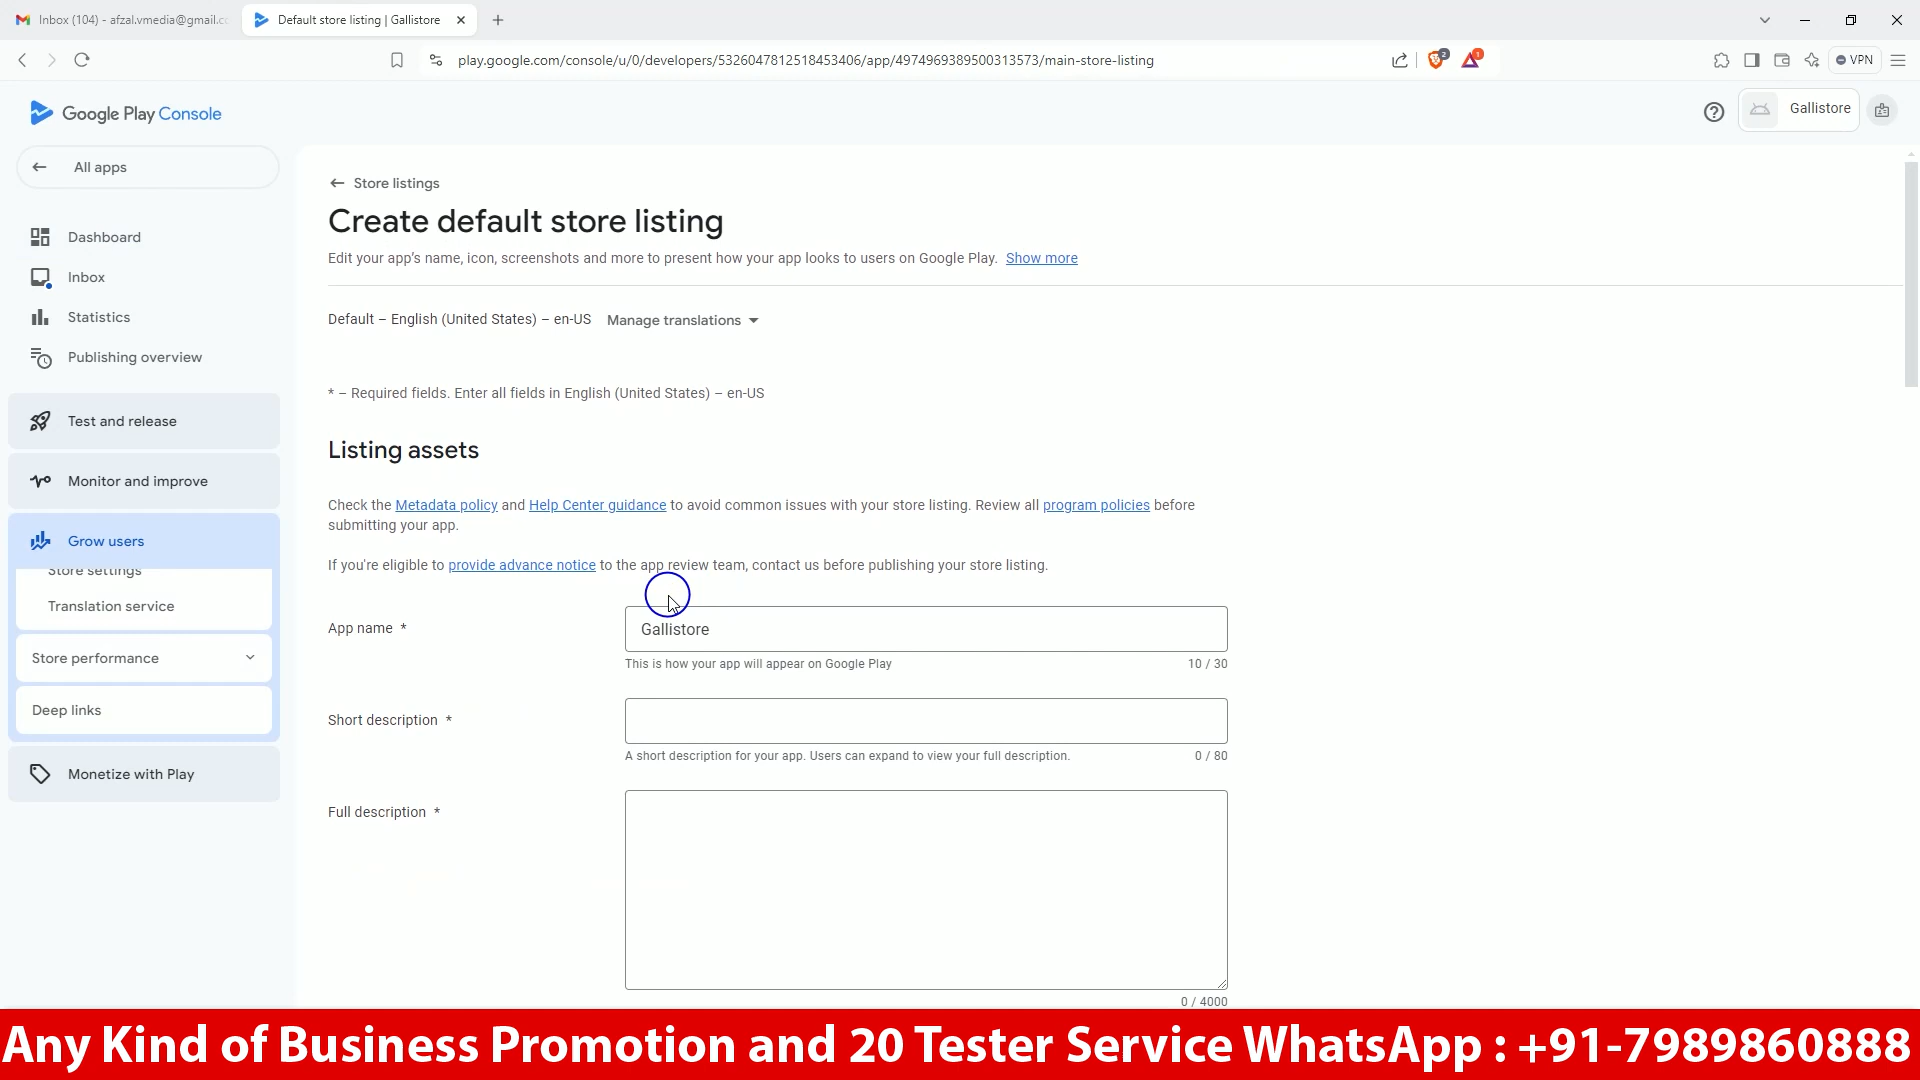 Inbox (104) - afzal.vmedia@gmail.cc
Default store listing | Gallistore
play.google.com/console/u/0/developers/5326047812518453406/app/4974969389500313573/main-store-listing
2
1
VPN
Google Play Console
Gallistore
All apps
Dashboard
Inbox
Statistics
Publishing overview
Test and release
Monitor and improve
Grow users
Store settings
Translation service
Store performance
Deep links
Monetize with Play
Store listings
Create default store listing
Edit your app's name, icon, screenshots and more to present how your app looks to users on Google Play. Show more
Default – English (United States) – en-US Manage translations
* – Required fields. Enter all fields in English (United States) – en-US
Listing assets
Check the Metadata policy and Help Center guidance to avoid common issues with your store listing. Review all program policies before
submitting your app.
If you're eligible to provide advance notice to the app review team, contact us before publishing your store listing.
App name *
Gallistore
This is how your app will appear on Google Play 10 / 30
Short description *
A short description for your app. Users can expand to view your full description. 0 / 80
Full description *
0 / 4000
Any Kind of Business Promotion and 20 Tester Service WhatsApp : +91-7989860888